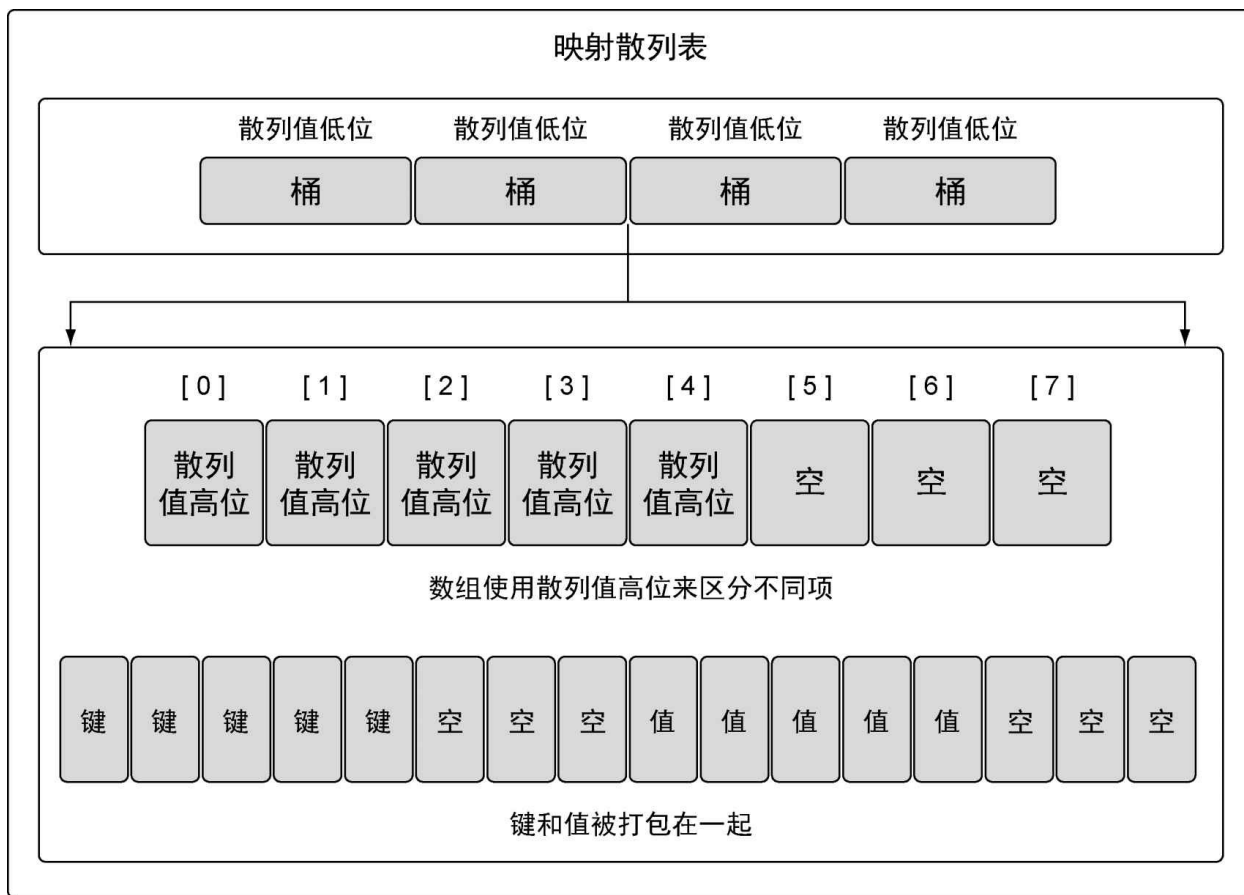 映射散列表
散列值低位 散列值低位 散列值低位 散列值低位
桶 桶 桶 桶
[0] [1] [2] [3] [4] [5] [6] [7]
散列 散列 散列 散列 散列
值高位 值高位 值高位 值高位 值高位 空 空 空
数组使用散列值高位来区分不同项
键 键 键 键 键 空 空 空 值 值 值 值 值 空 空 空
键和值被打包在一起